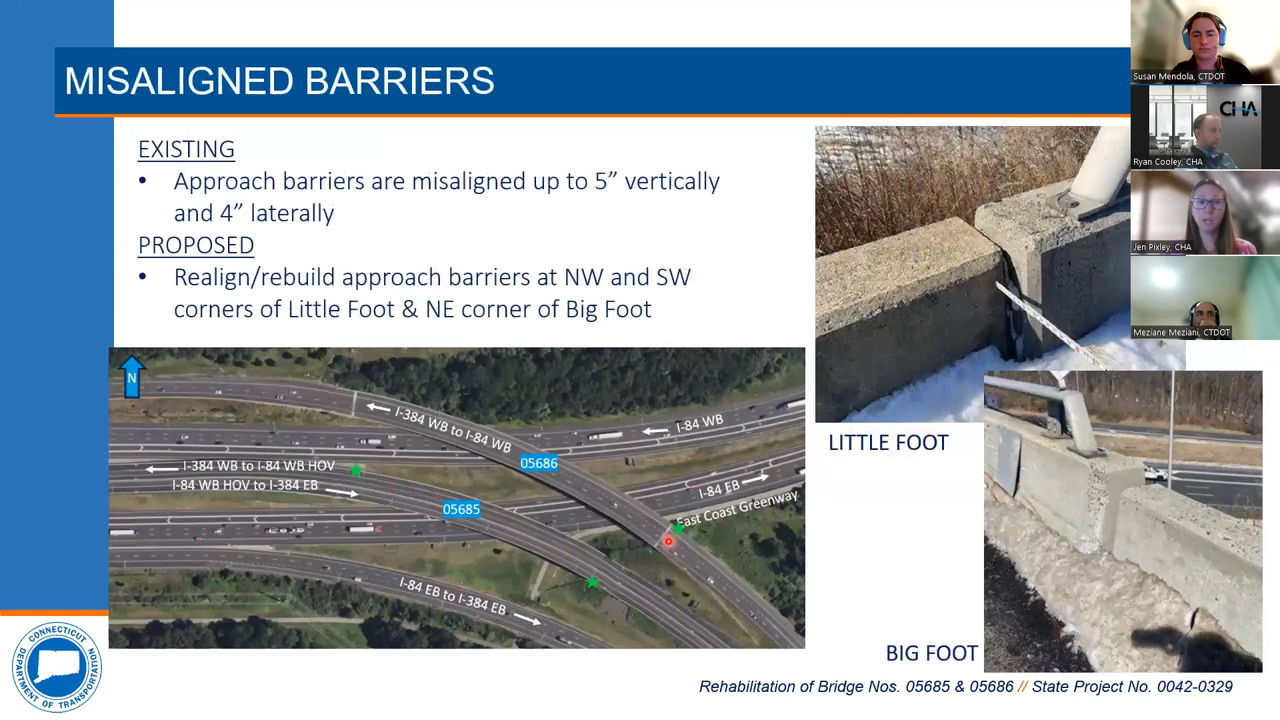 MISALIGNED BARRIERS
EXISTING
• Approach barriers are misaligned up to 5” vertically
and 4” laterally
PROPOSED
• Realign/rebuild approach barriers at NW and SW
corners of Little Foot & NE corner of Big Foot
N
I-384 WB to I-84 WB
I-84 WB
I-384 WB to I-84 WB HOV
I-84 WB HOV to I-384 EB
05686
I-84 EB
East Coast Greenway
05685
I-84 EB to I-384 EB
LITTLE FOOT
BIG FOOT
Rehabilitation of Bridge Nos. 05685 & 05686 // State Project No. 0042-0329
CONNECTICUT
DEPARTMENT OF TRANSPORTATION
Susan Mendola, CTDOT
CHA
Ryan Cooley, CHA
Jen Pixley, CHA
Meziane Meziani, CTDOT